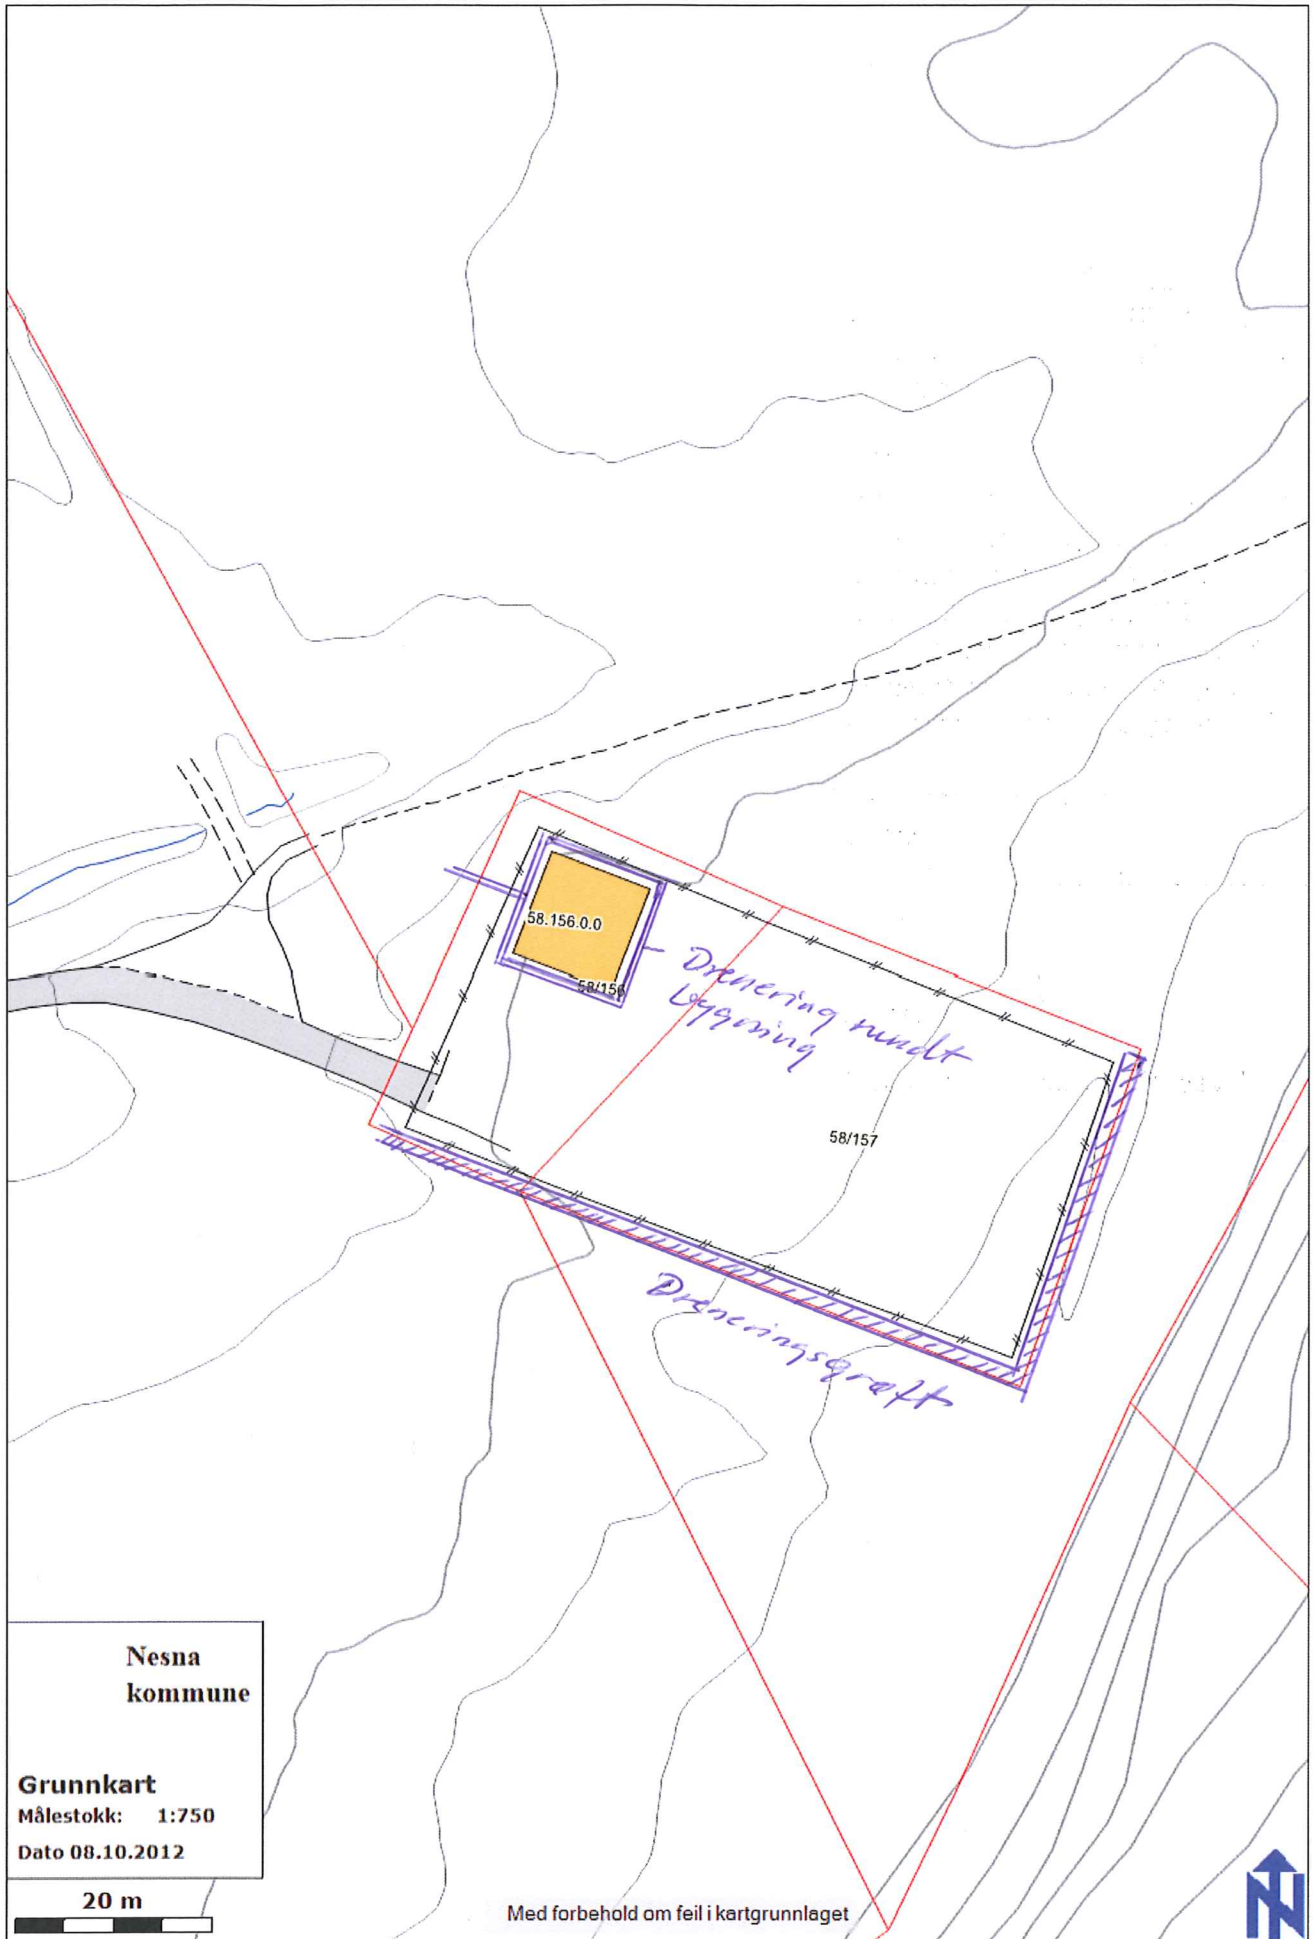 58.156.0.0
58/156
Drenering rundt
bygning
58/157
Dreneringsgrøft
Nesna
kommune
Grunnkart
Målestokk: 1:750
Dato 08.10.2012
20 m
Med forbehold om feil i kartgrunnlaget
N